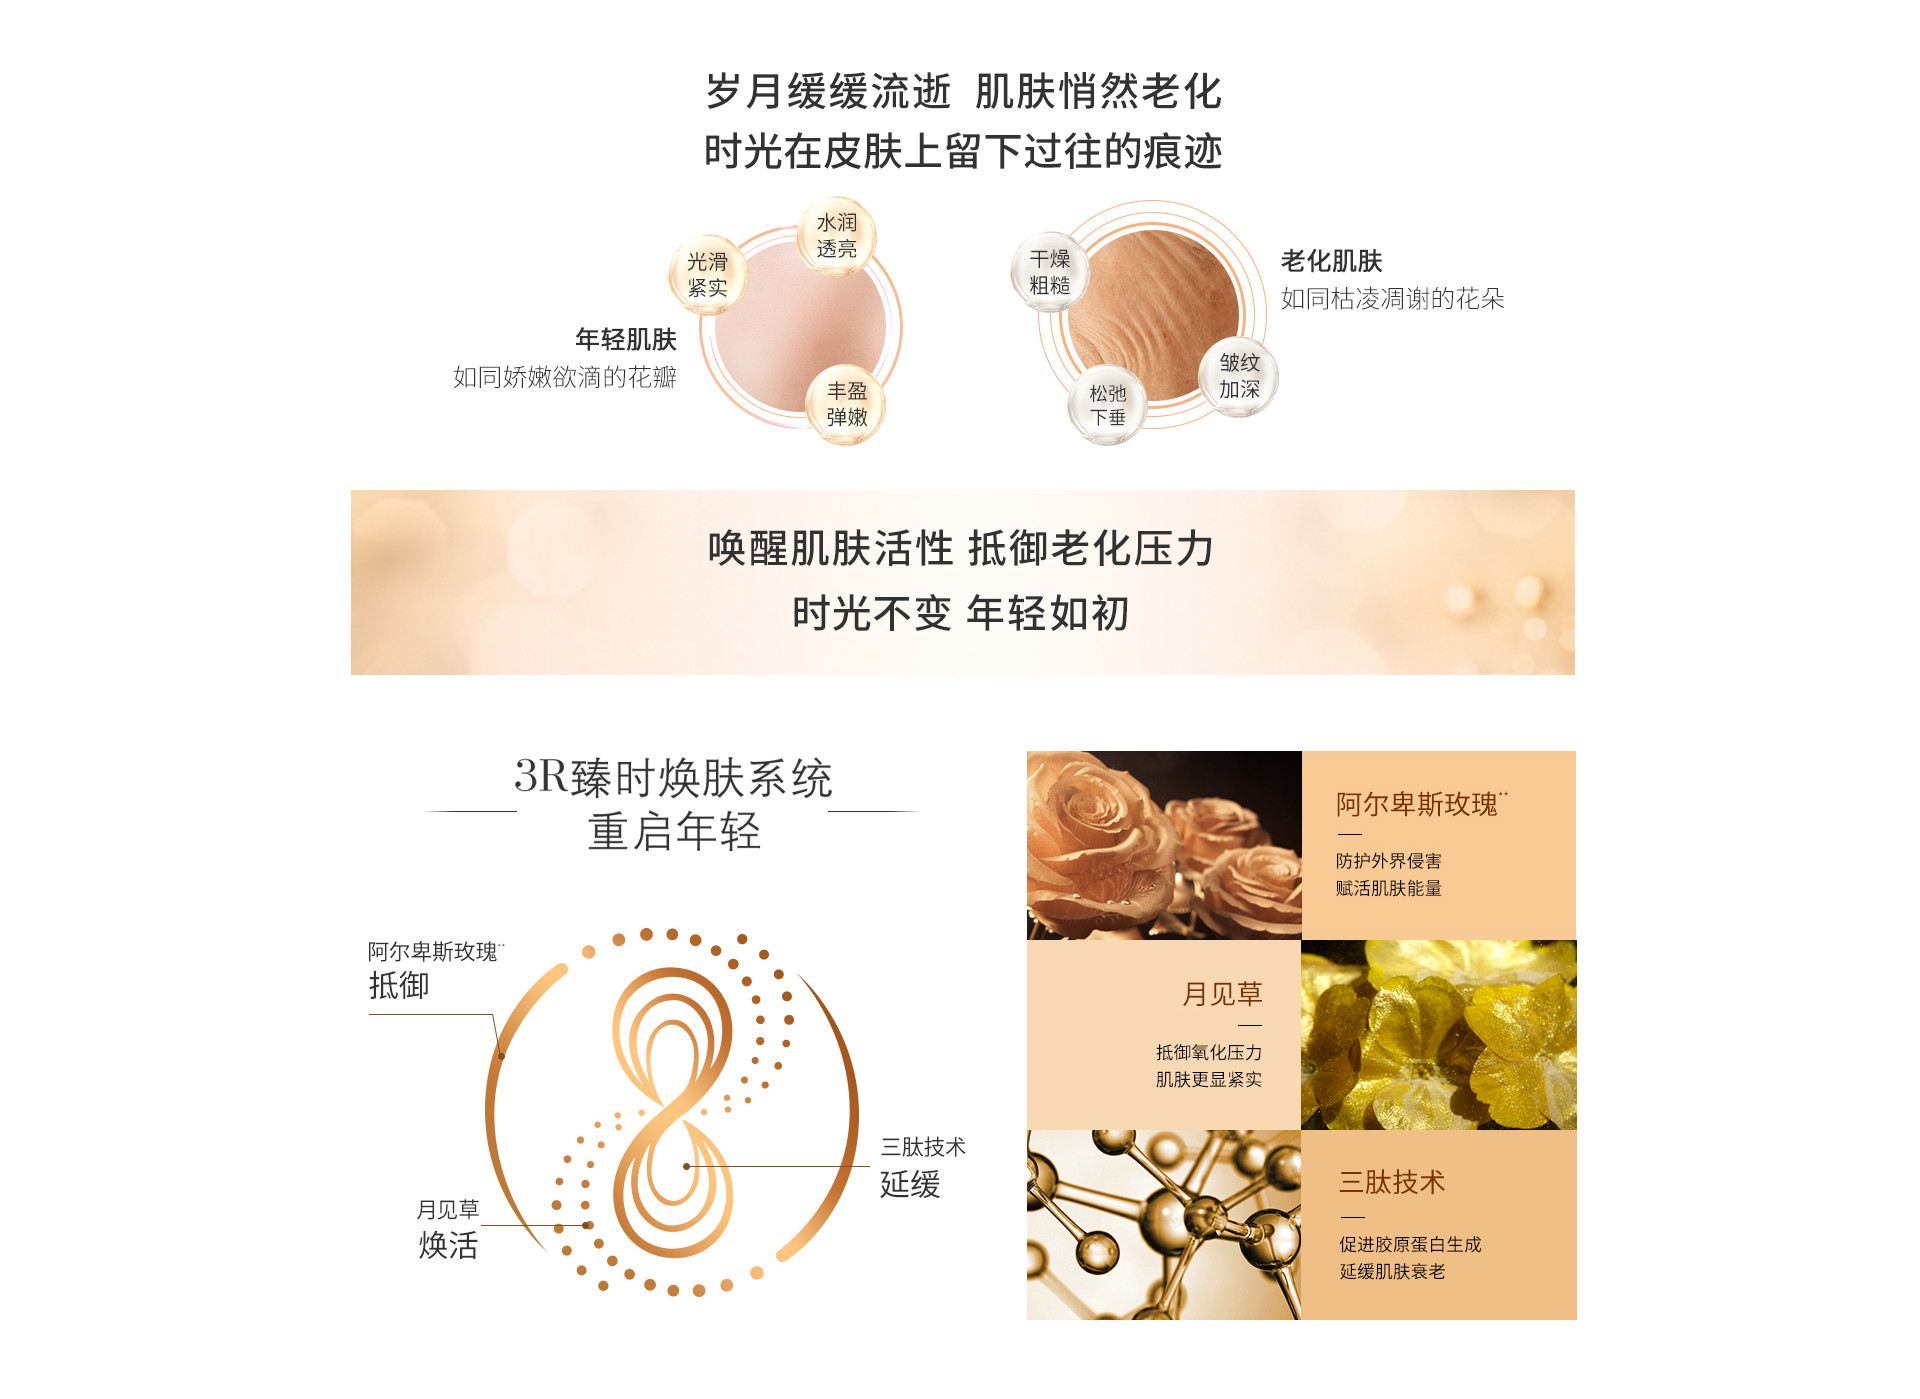 岁月缓缓流逝 肌肤悄然老化
时光在皮肤上留下过往的痕迹
水润
透亮
光滑
紧实
年轻肌肤
如同娇嫩欲滴的花瓣
丰盈
弹嫩
干燥
粗糙
老化肌肤
如同枯凌凋谢的花朵
皱纹
加深
松弛
下垂
唤醒肌肤活性 抵御老化压力
时光不变 年轻如初
3R臻时焕肤系统
重启年轻
阿尔卑斯玫瑰**
抵御
三肽技术
延缓
月见草
焕活
阿尔卑斯玫瑰**
防护外界侵害
赋活肌肤能量
月见草
抵御氧化压力
肌肤更显紧实
三肽技术
促进胶原蛋白生成
延缓肌肤衰老